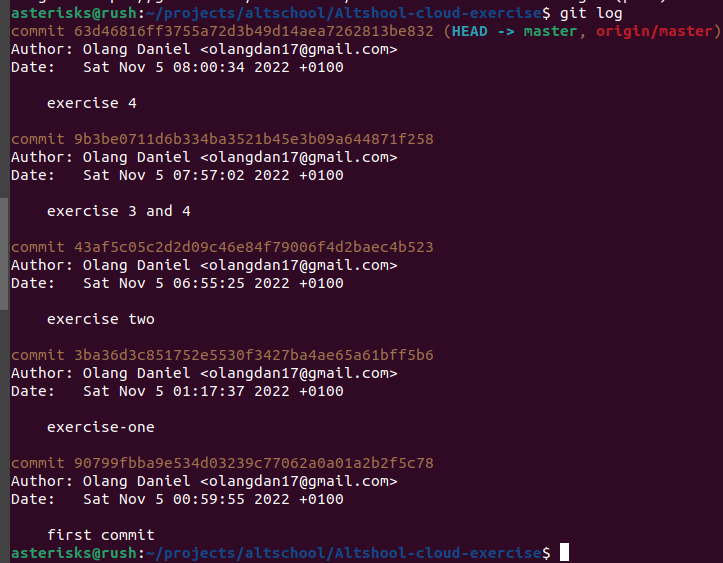 asterisks@rush:~/projects/altschool/Altshool-cloud-exercise$ git log
commit 63d46816ff3755a72d3b49d14aea7262813be832 (HEAD -> master, origin/master)
Author: Olang Daniel <olangdan17@gmail.com>
Date:   Sat Nov 5 08:00:34 2022 +0100
exercise 4
commit 9b3be0711d6b334ba3521b45e3b09a644871f258
Author: Olang Daniel <olangdan17@gmail.com>
Date:   Sat Nov 5 07:57:02 2022 +0100
exercise 3 and 4
commit 43af5c05c2d2d09c46e84f79006f4d2baec4b523
Author: Olang Daniel <olangdan17@gmail.com>
Date:   Sat Nov 5 06:55:25 2022 +0100
exercise two
commit 3ba36d3c851752e5530f3427ba4ae65a61bff5b6
Author: Olang Daniel <olangdan17@gmail.com>
Date:   Sat Nov 5 01:17:37 2022 +0100
exercise-one
commit 90799fbba9e534d03239c77062a0a01a2b2f5c78
Author: Olang Daniel <olangdan17@gmail.com>
Date:   Sat Nov 5 00:59:55 2022 +0100
first commit
asterisks@rush:~/projects/altschool/Altshool-cloud-exercise$